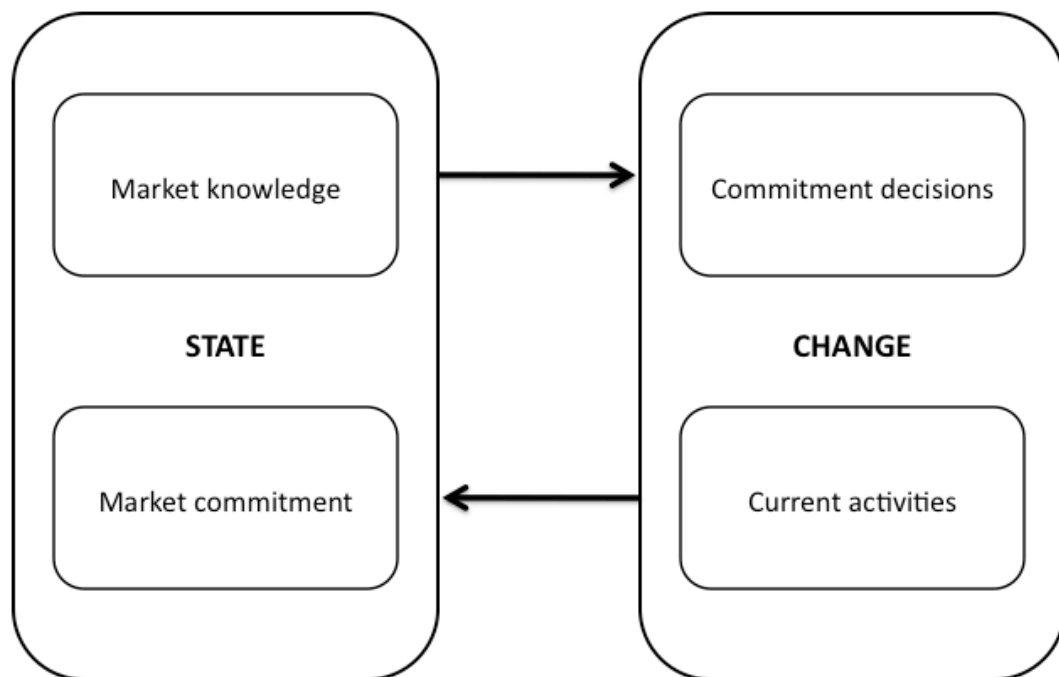 Market knowledge
Commitment decisions
STATE
CHANGE
Market commitment
Current activities